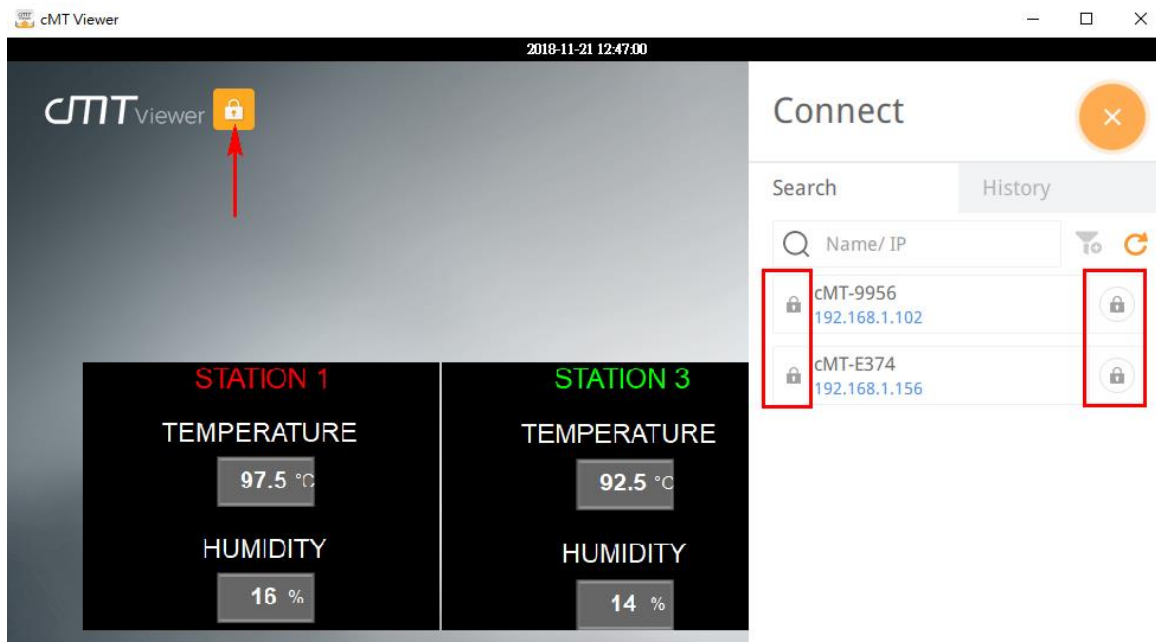 cMT Viewer
2018-11-21 12:47:00
cMT Viewer
Connect
Search History
Name/ IP
cMT-9956
192.168.1.102
cMT-E374
192.168.1.156
STATION 1
TEMPERATURE
97.5 °C
HUMIDITY
16 %
STATION 3
TEMPERATURE
92.5 °C
HUMIDITY
14 %